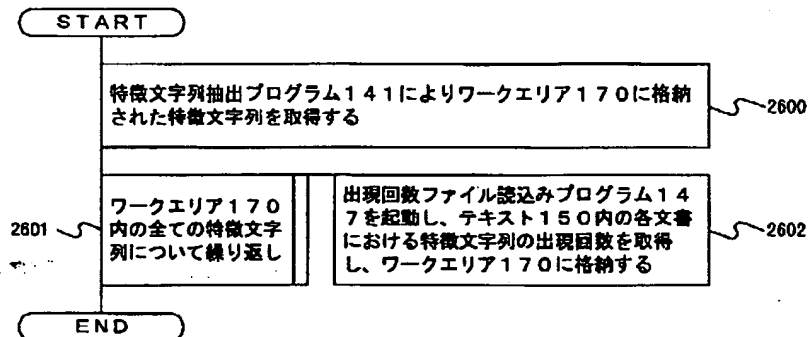 START
特徴文字列抽出プログラム141によりワークエリア170に格納
された特徴文字列を取得する
2600
2601
ワークエリア170
内の全ての特徴文字
列について繰り返し
出現回数ファイル読込みプログラム14
7を起動し、テキスト150内の各文書
における特徴文字列の出現回数を取得
し、ワークエリア170に格納する
2602
END